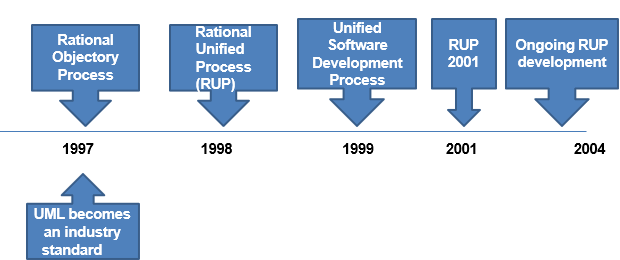 Rational
Objectory
Process
Rational
Unified
Process
(RUP)
Unified
Software
Development
Process
RUP
2001
Ongoing RUP
development
1997
1998
1999
2001
2004
UML becomes
an industry
standard